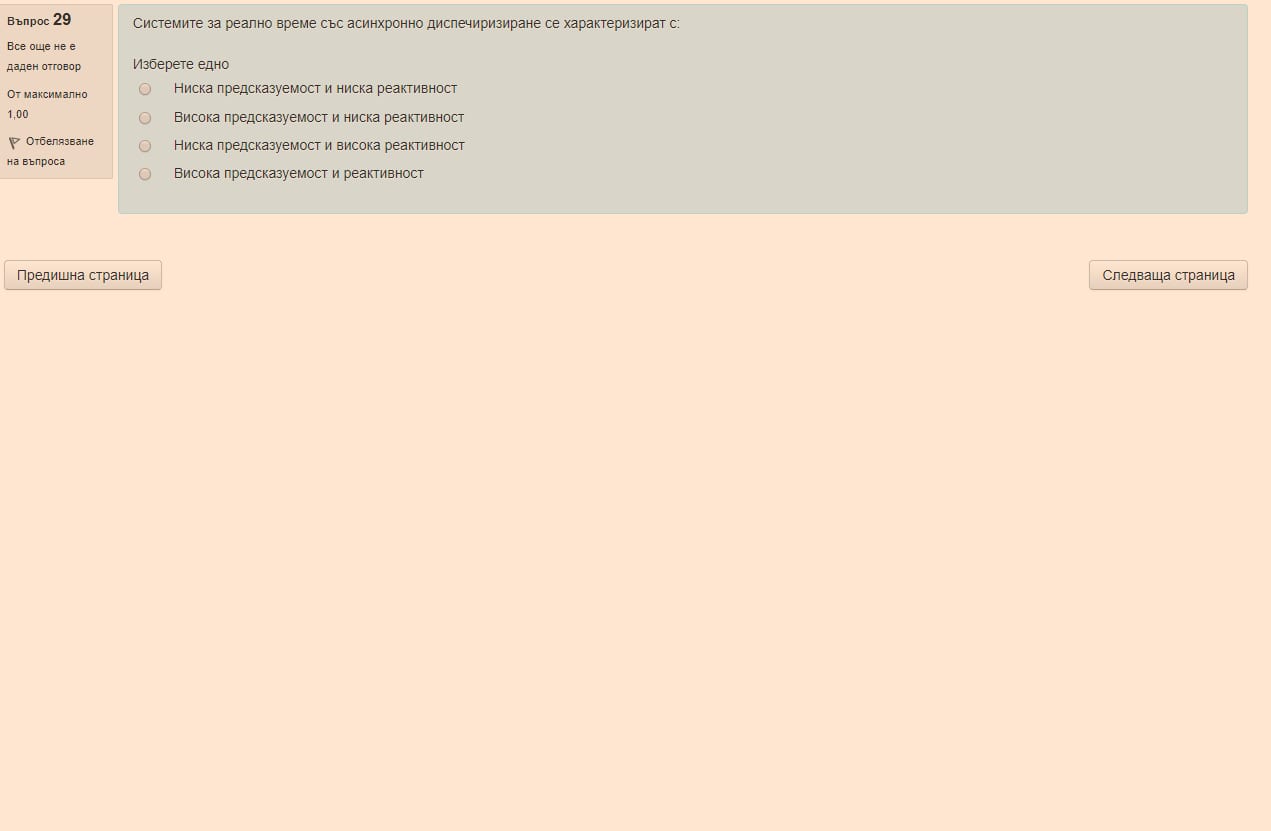 Въпрос 29
Все още не е
даден отговор
От максимално
1,00
Отбелязване
на въпроса
Системите за реално време със асинхронно диспечиризиране се характеризират с:
Изберете едно
Ниска предсказуемост и ниска реактивност
Висока предсказуемост и ниска реактивност
Ниска предсказуемост и висока реактивност
Висока предсказуемост и реактивност
Предишна страница
Следваща страница